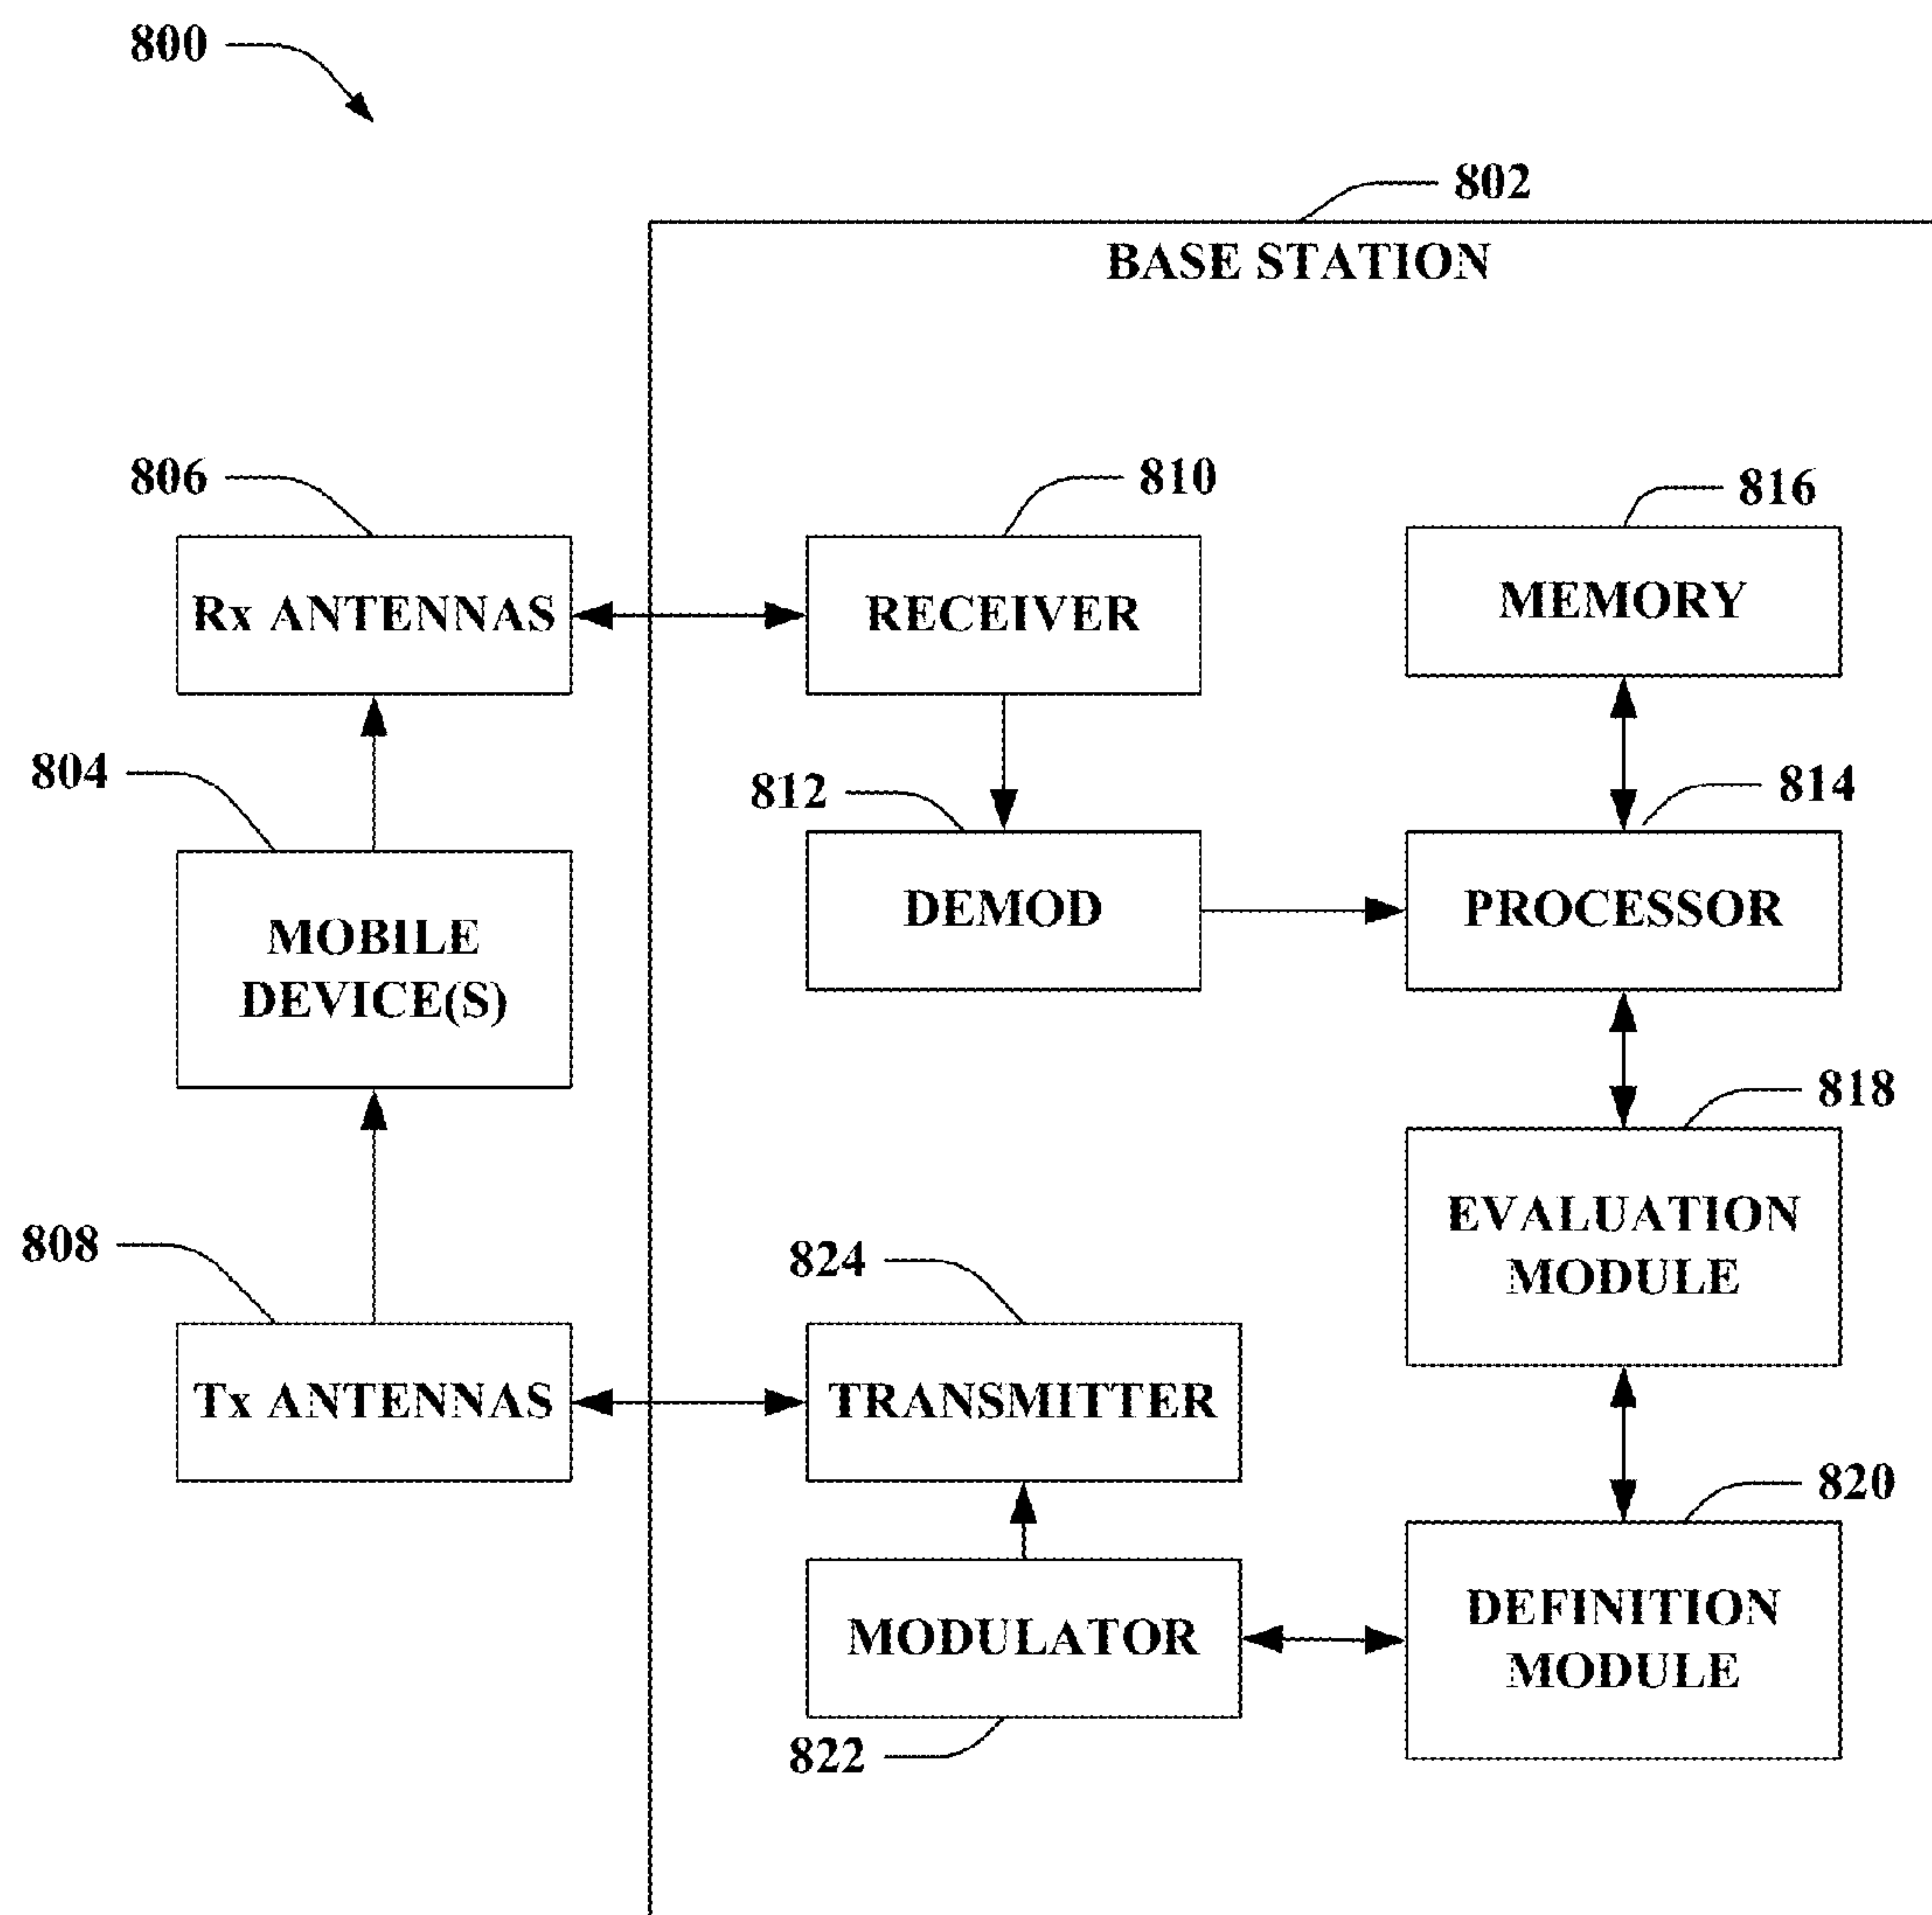 800
802
BASE STATION
806
810
816
Rx ANTENNAS
RECEIVER
MEMORY
804
812
814
MOBILE
DEVICE(S)
DEMOD
PROCESSOR
818
808
824
EVALUATION
MODULE
Tx ANTENNAS
TRANSMITTER
820
MODULATOR
DEFINITION
MODULE
822